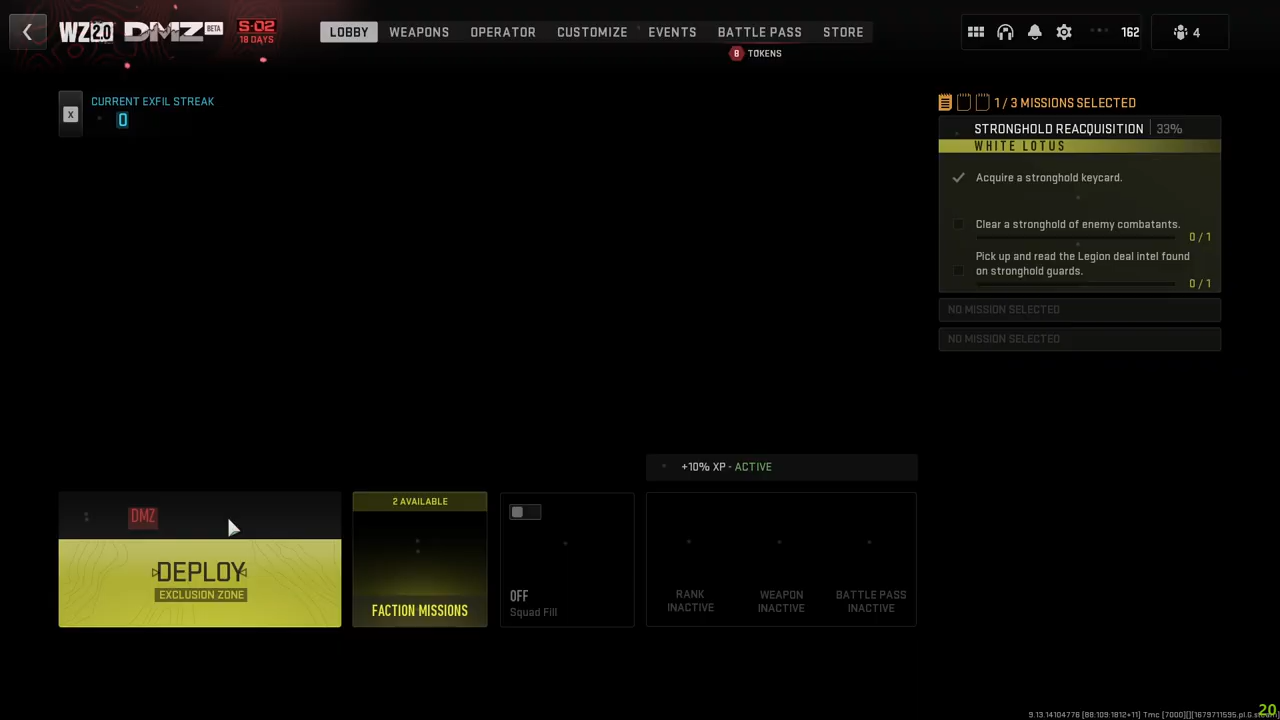 WZ2.0 DMZ BETA
S:02
18 DAYS
LOBBY
WEAPONS
OPERATOR
CUSTOMIZE
EVENTS
BATTLE PASS
STORE
8 TOKENS
162
4
X
CURRENT EXFIL STREAK
0
1 / 3 MISSIONS SELECTED
STRONGHOLD REACQUISITION 33%
WHITE LOTUS
Acquire a stronghold keycard.
Clear a stronghold of enemy combatants.
0 / 1
Pick up and read the Legion deal intel found
on stronghold guards.
0 / 1
NO MISSION SELECTED
NO MISSION SELECTED
+10% XP - ACTIVE
DMZ
DEPLOY
EXCLUSION ZONE
2 AVAILABLE
FACTION MISSIONS
OFF
Squad Fill
RANK
INACTIVE
WEAPON
INACTIVE
BATTLE PASS
INACTIVE
20